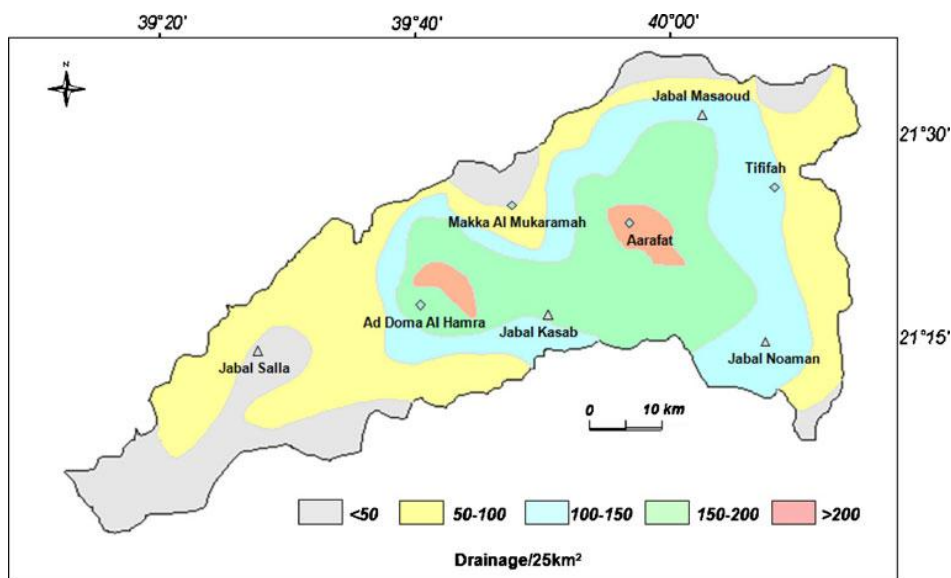 39°20'
39°40'
40°00'
N
Jabal Masaoud
21°30'
Tififah
Makka Al Mukaramah
Aarafat
Ad Doma Al Hamra
Jabal Kasab
21°15'
Jabal Salla
Jabal Noaman
0 10 km
<50 50-100 100-150 150-200 >200
Drainage/25km²